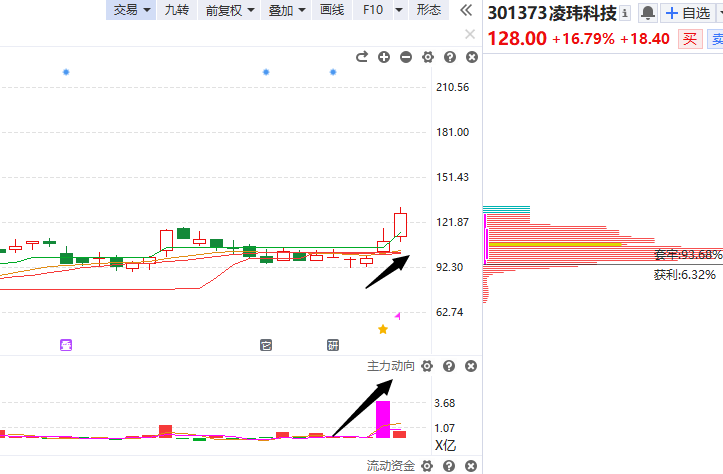 交易 九转 前复权 叠加 画线 F10 形态
301373凌玮科技 自选
128.00 +16.79% +18.40 买 卖
210.56
181.00
151.43
121.87
92.30
62.74
套牢:93.68%
获利:6.32%
主力动向
3.68
1.07
X亿
流动资金